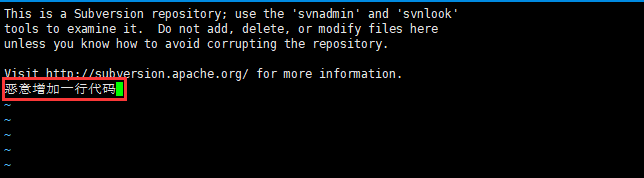 This is a Subversion repository; use the 'svnadmin' and 'svnlook'
tools to examine it.  Do not add, delete, or modify files here
unless you know how to avoid corrupting the repository.
Visit http://subversion.apache.org/ for more information.
恶意增加一行代码
~
~
~
~
~